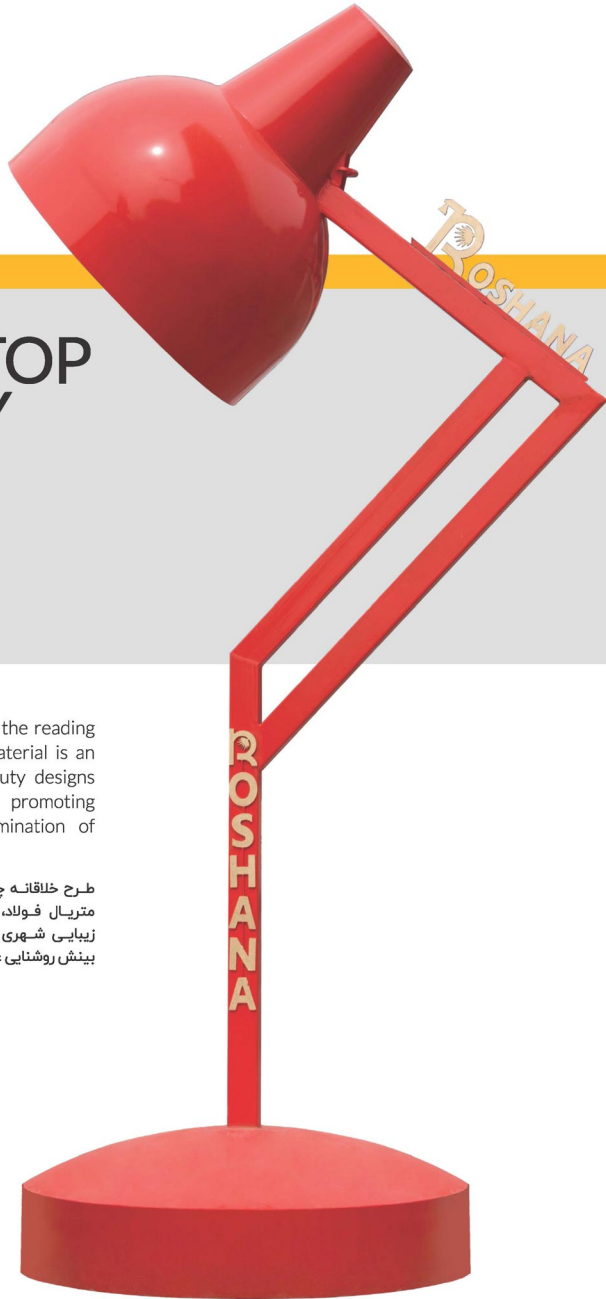 ROSHANA
TOP
Y
the reading
aterial is an
uty designs
promoting
mination of
طرح خلاقانه چ
متریال فولاد،
زیبایی شهری
بینش روشنایی
ROSHANA